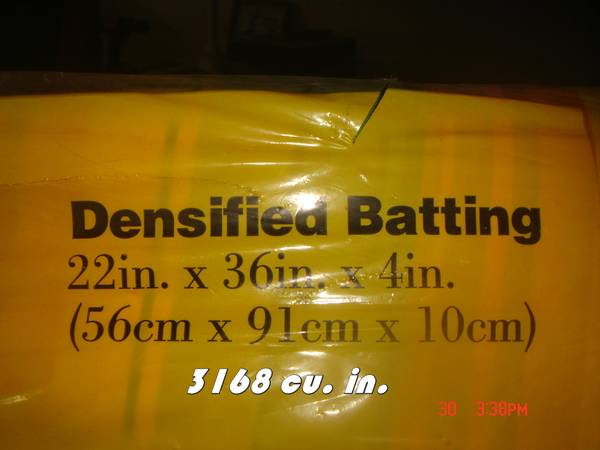 Densified Batting
22in. x 36in. x 4in.
(56cm x 91cm x 10cm)
3168 cu. in.
30 3:38PM